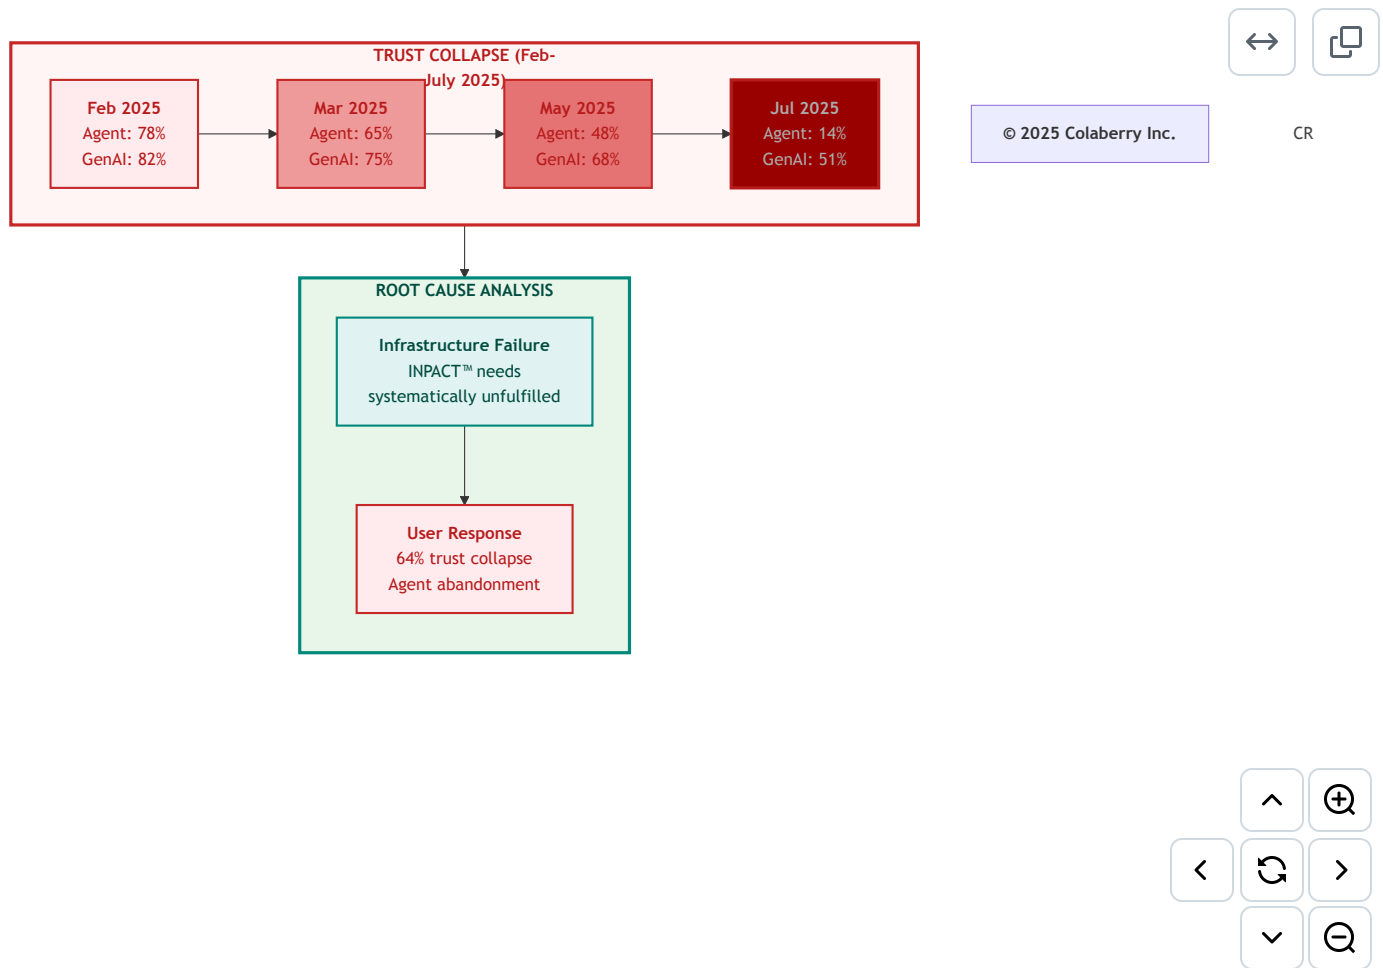 TRUST COLLAPSE (Feb-
July 2025)
Feb 2025
Agent: 78%
GenAI: 82%
Mar 2025
Agent: 65%
GenAI: 75%
May 2025
Agent: 48%
GenAI: 68%
Jul 2025
Agent: 14%
GenAI: 51%
© 2025 Colaberry Inc.
CR
ROOT CAUSE ANALYSIS
Infrastructure Failure
INPACT™ needs
systematically unfulfilled
User Response
64% trust collapse
Agent abandonment